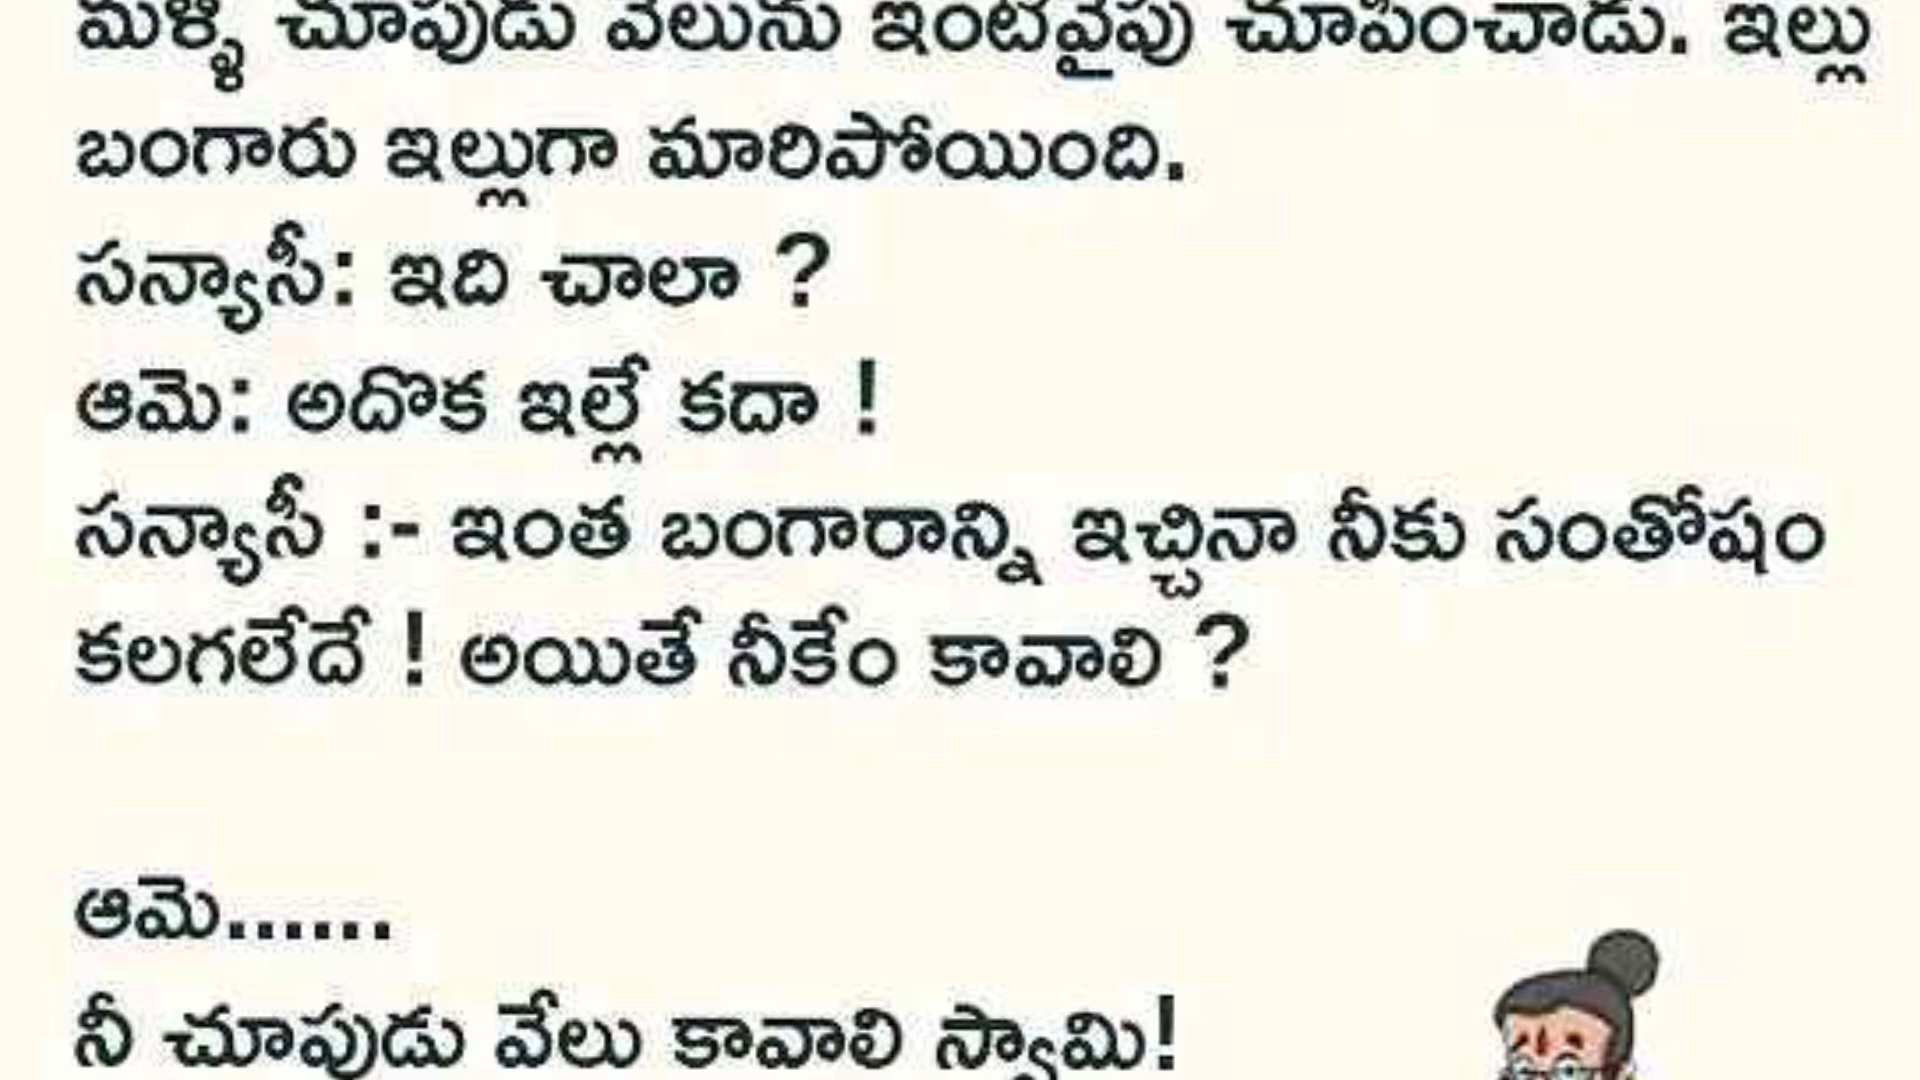 మళ్ళీ చూపుడు వేలును ఇంటివైపు చూపించాడు. ఇల్లు
బంగారు ఇల్లుగా మారిపోయింది.
సన్యాసీ: ఇది చాలా ?
ఆమె: అదొక ఇల్లే కదా !
సన్యాసీ :- ఇంత బంగారాన్ని ఇచ్చినా నీకు సంతోషం
కలగలేదే ! అయితే నీకేం కావాలి ?
ఆమె......
నీ చూపుడు వేలు కావాలి స్వామి!